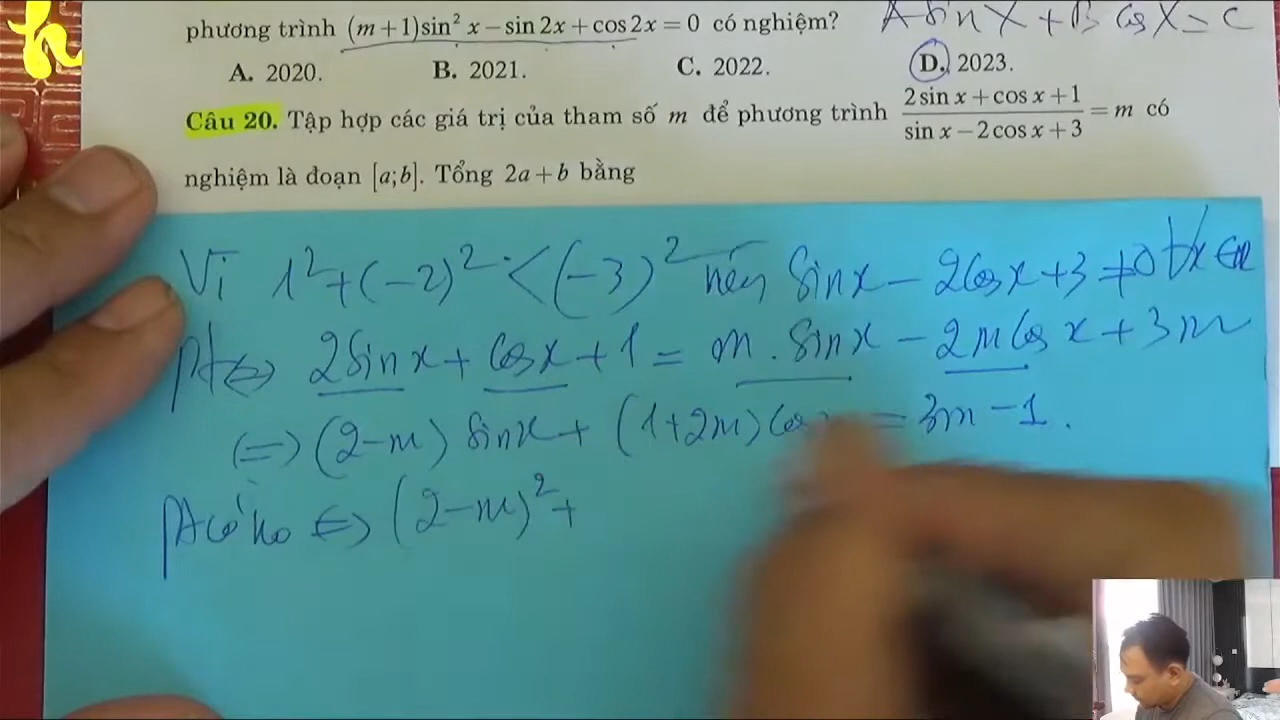 phương trình (m+1)sin² x − sin 2x + cos 2x = 0 có nghiệm?
A sin X + B cos X = C
A. 2020. B. 2021. C. 2022. D. 2023.
Câu 20. Tập hợp các giá trị của tham số m để phương trình (2 sin x + cos x + 1)/(sin x − 2 cos x + 3) = m có
nghiệm là đoạn [a;b]. Tổng 2a + b bằng
Vì 1² + (−2)² < (−3)² nên sin x − 2cos x + 3 ≠ 0 ∀x ∈ R
Pt ⇔ 2sin x + cos x + 1 = m . sin x − 2m cos x + 3m
⇔ (2−m) sin x + (1+2m) cos = 3m − 1.
Pt có no ⇔ (2−m)² +